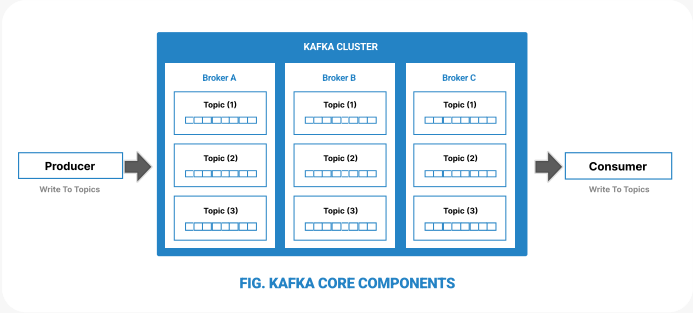 KAFKA CLUSTER
Broker A
Broker B
Broker C
Topic (1)
Topic (1)
Topic (1)
Topic (2)
Topic (2)
Topic (2)
Topic (3)
Topic (3)
Topic (3)
Producer
Write To Topics
Consumer
Write To Topics
FIG. KAFKA CORE COMPONENTS